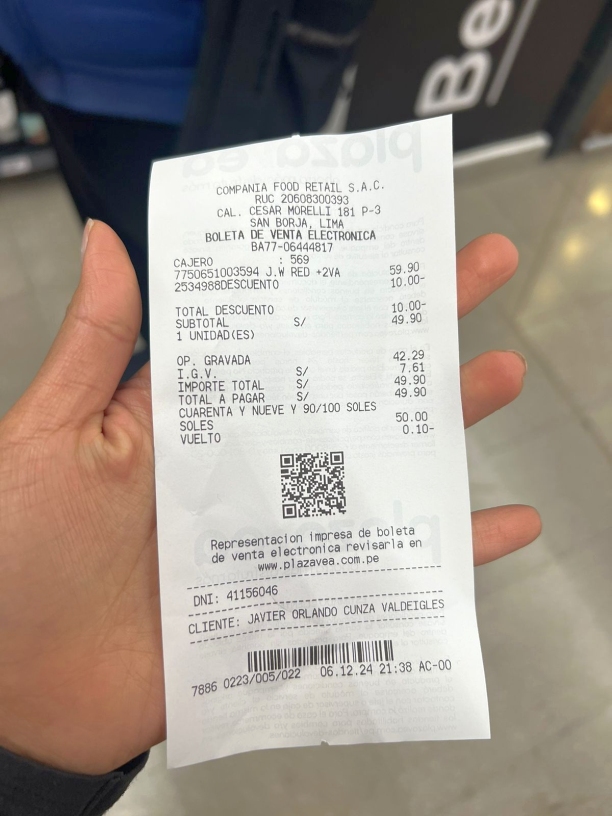 Be
COMPANIA FOOD RETAIL S.A.C.
RUC 20608300393
CAL. CESAR MORELLI 181 P-3
SAN BORJA, LIMA
BOLETA DE VENTA ELECTRONICA
BA77-06444817
CAJERO : 569
7750651003594 J.W RED +2VA 59.90
2534988DESCUENTO 10.00-
TOTAL DESCUENTO 10.00-
SUBTOTAL S/ 49.90
1 UNIDAD(ES)
OP. GRAVADA 42.29
I.G.V. S/ 7.61
IMPORTE TOTAL S/ 49.90
TOTAL A PAGAR S/ 49.90
CUARENTA Y NUEVE Y 90/100 SOLES
SOLES 50.00
VUELTO 0.10-
Representacion impresa de boleta
de venta electronica revisarla en
www.plazavea.com.pe
DNI: 41156046
CLIENTE: JAVIER ORLANDO CUNZA VALDEIGLES
7886 0223/005/022 06.12.24 21:38 AC-00